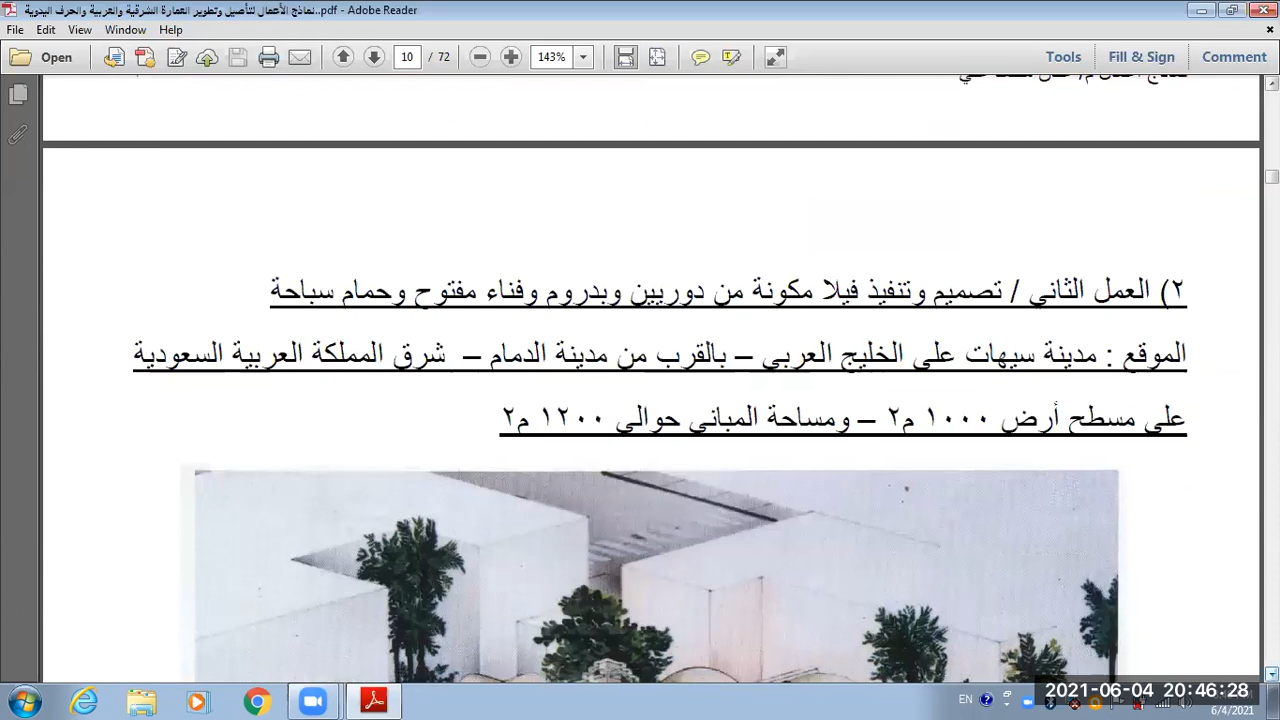 نماذج الأعمال لتأصيل وتطوير العمارة الشرقية والعربية والحرف اليدوية..pdf - Adobe Reader
File Edit View Window Help
Open 10 / 72 143% Tools Fill & Sign Comment
٢) العمل الثاني / تصميم وتنفيذ فيلا مكونة من دوريين وبدروم وفناء مفتوح وحمام سباحة
الموقع : مدينة سيهات على الخليج العربي – بالقرب من مدينة الدمام – شرق المملكة العربية السعودية
على مسطح أرض ١٠٠٠ م٢ – ومساحة المباني حوالي ١٢٠٠ م٢
EN 2021-06-04 20:46:28
6/4/2021